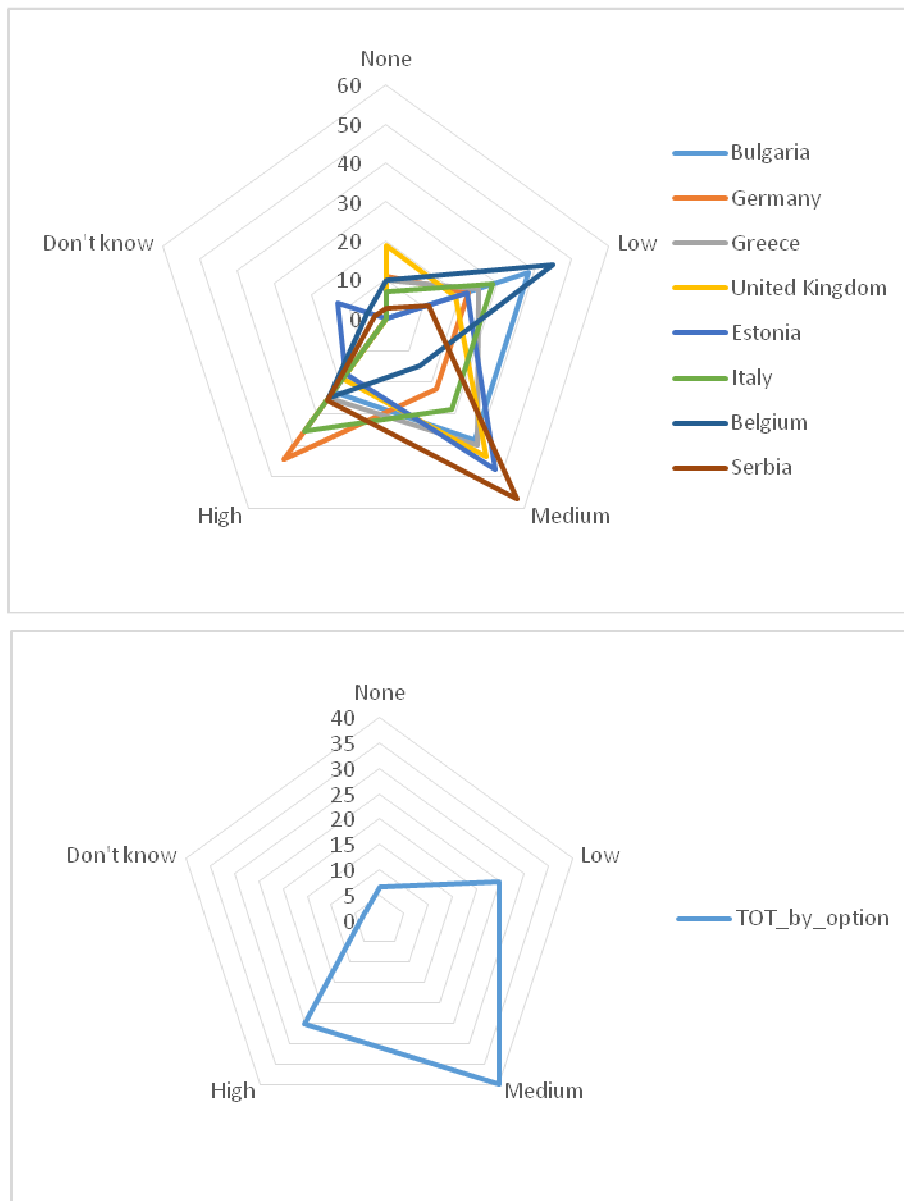 None
60
50
40
30
20
10
0
Don't know
Low
High
Medium
Bulgaria
Germany
Greece
United Kingdom
Estonia
Italy
Belgium
Serbia
None
40
35
30
25
20
15
10
5
0
Don't know
Low
High
Medium
TOT_by_option